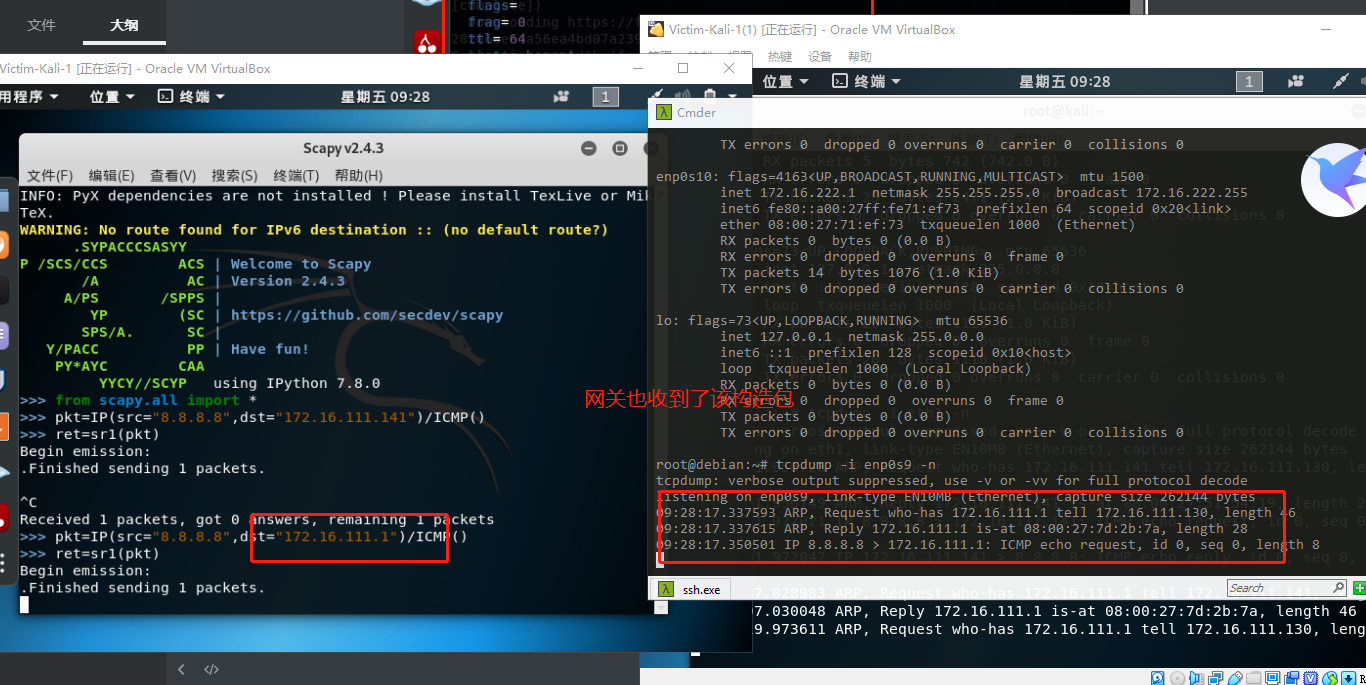 文件
大纲
flags=
frag= 0
ttl= 64
Victim-Kali-1 [正在运行] - Oracle VM VirtualBox
用程序
位置
终端
星期五 09:28
1
Scapy v2.4.3
文件(F) 编辑(E) 查看(V) 搜索(S) 终端(T) 帮助(H)
INFO: PyX dependencies are not installed ! Please install TexLive or Mik
TeX.
WARNING: No route found for IPv6 destination :: (no default route?)
.SYPACCCSASYY
P /SCS/CCS ACS | Welcome to Scapy
/A AC | Version 2.4.3
A/PS /SPPS |
YP (SC | https://github.com/secdev/scapy
SPS/A. SC |
Y/PACC PP | Have fun!
PY*AYC CAA
YYCY//SCYP using IPython 7.8.0
>>> from scapy.all import *
>>> pkt=IP(src="8.8.8.8",dst="172.16.111.141")/ICMP()
>>> ret=sr1(pkt)
Begin emission:
.Finished sending 1 packets.
^C
Received 1 packets, got 0 answers, remaining 1 packets
>>> pkt=IP(src="8.8.8.8",dst="172.16.111.1")/ICMP()
>>> ret=sr1(pkt)
Begin emission:
.Finished sending 1 packets.
Victim-Kali-1(1) [正在运行] - Oracle VM VirtualBox
热键 设备 帮助
位置
终端
星期五 09:28
1
Cmder
TX errors 0 dropped 0 overruns 0 carrier 0 collisions 0
enp0s10: flags=4163<UP,BROADCAST,RUNNING,MULTICAST> mtu 1500
inet 172.16.222.1 netmask 255.255.255.0 broadcast 172.16.222.255
inet6 fe80::a00:27ff:fe71:ef73 prefixlen 64 scopeid 0x20<link>
ether 08:00:27:71:ef:73 txqueuelen 1000 (Ethernet)
RX packets 0 bytes 0 (0.0 B)
RX errors 0 dropped 0 overruns 0 frame 0
TX packets 14 bytes 1076 (1.0 KiB)
TX errors 0 dropped 0 overruns 0 carrier 0 collisions 0
lo: flags=73<UP,LOOPBACK,RUNNING> mtu 65536
inet 127.0.0.1 netmask 255.0.0.0
inet6 ::1 prefixlen 128 scopeid 0x10<host>
loop txqueuelen 1000 (Local Loopback)
RX packets 0 bytes 0 (0.0 B)
网关也收到了该构造包
RX errors 0 dropped 0 overruns 0 frame 0
TX packets 0 bytes 0 (0.0 B)
TX errors 0 dropped 0 overruns 0 carrier 0 collisions 0
root@debian:~# tcpdump -i enp0s9 -n
tcpdump: verbose output suppressed, use -v or -vv for full protocol decode
listening on enp0s9, link-type EN10MB (Ethernet), capture size 262144 bytes
09:28:17.337593 ARP, Request who-has 172.16.111.1 tell 172.16.111.130, length 46
09:28:17.337615 ARP, Reply 172.16.111.1 is-at 08:00:27:7d:2b:7a, length 28
09:28:17.350501 IP 8.8.8.8 > 172.16.111.1: ICMP echo request, id 0, seq 0, length 8
ssh.exe
Search
7.030048 ARP, Reply 172.16.111.1 is-at 08:00:27:7d:2b:7a, length 46
9.973611 ARP, Request who-has 172.16.111.1 tell 172.16.111.130, leng